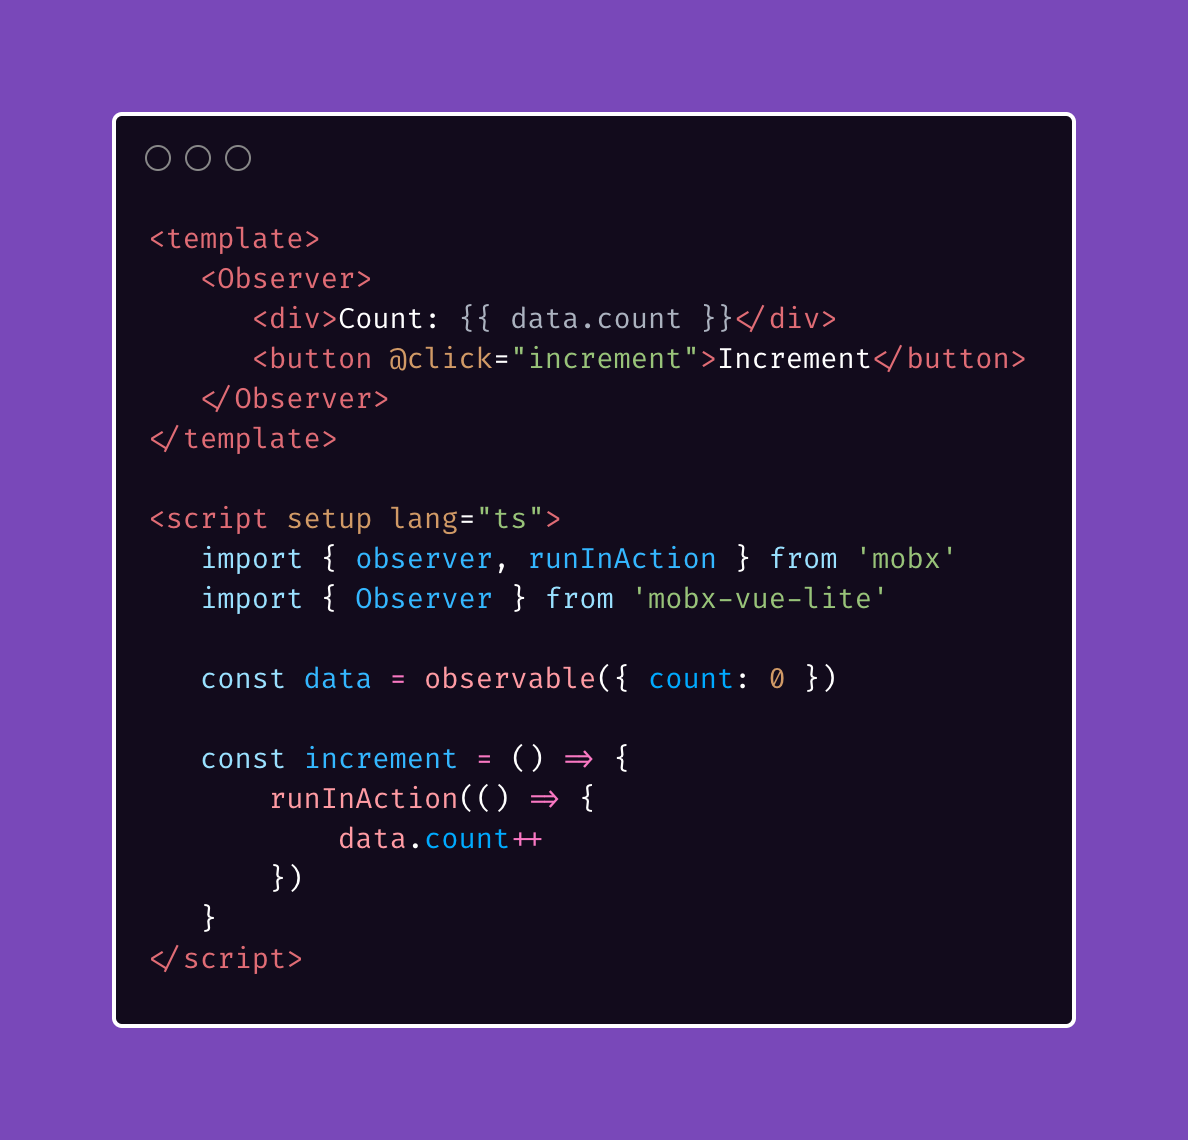 <template>
   <Observer>
      <div>Count: {{ data.count }}</div>
      <button @click="increment">Increment</button>
   </Observer>
</template>

<script setup lang="ts">
   import { observer, runInAction } from 'mobx'
   import { Observer } from 'mobx-vue-lite'

   const data = observable({ count: 0 })

   const increment = () => {
       runInAction(() => {
           data.count++
       })
   }
</script>